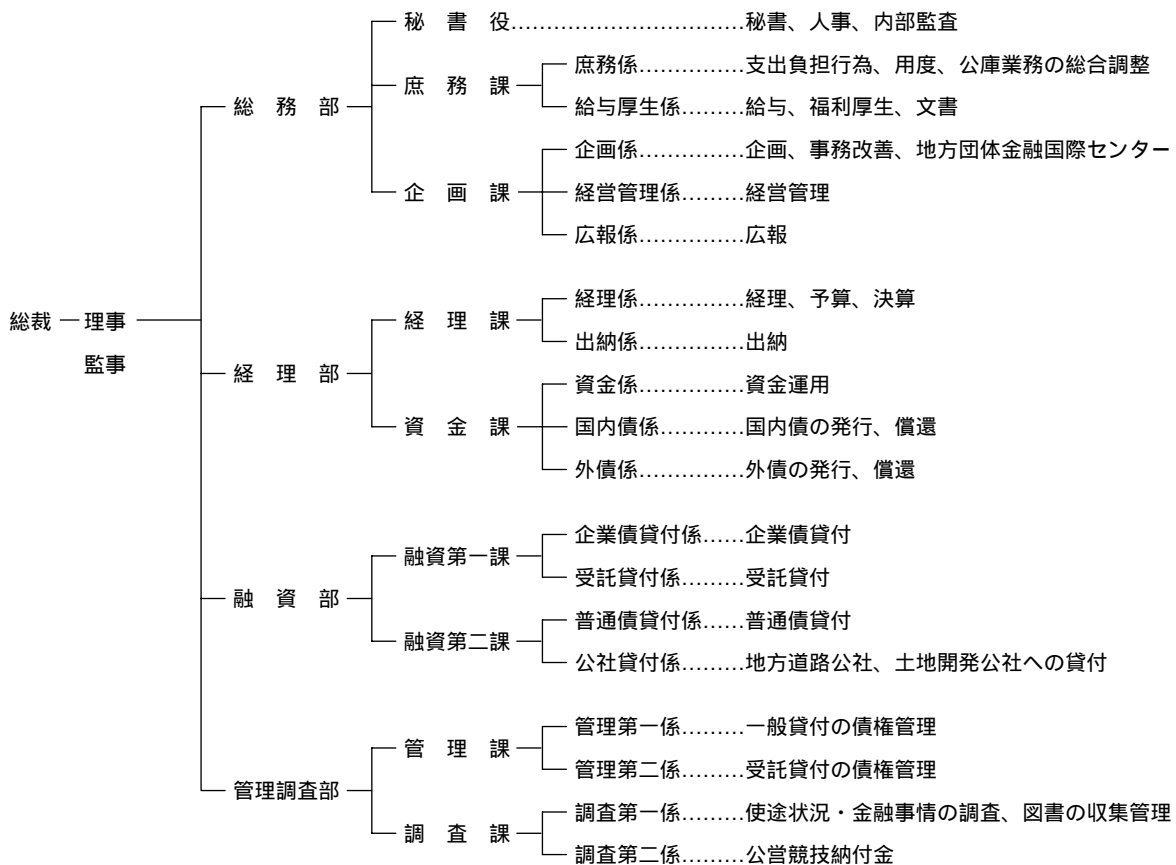 秘書役……………………………秘書、人事、内部監査
庶務課
庶務係……………支出負担行為、用度、公庫業務の総合調整
総務部
給与厚生係………給与、福利厚生、文書
企画係……………企画、事務改善、地方団体金融国際センター
企画課
経営管理係………経営管理
広報係……………広報
経理係……………経理、予算、決算
総裁 理事
経理課
出納係……………出納
監事
経理部
資金係……………資金運用
資金課
国内債係…………国内債の発行、償還
外債係……………外債の発行、償還
企業債貸付係……企業債貸付
融資第一課
受託貸付係………受託貸付
融資部
普通債貸付係……普通債貸付
融資第二課
公社貸付係………地方道路公社、土地開発公社への貸付
管理第一係………一般貸付の債権管理
管理課
管理第二係………受託貸付の債権管理
管理調査部
調査第一係………使途状況・金融事情の調査、図書の収集管理
調査課
調査第二係………公営競技納付金